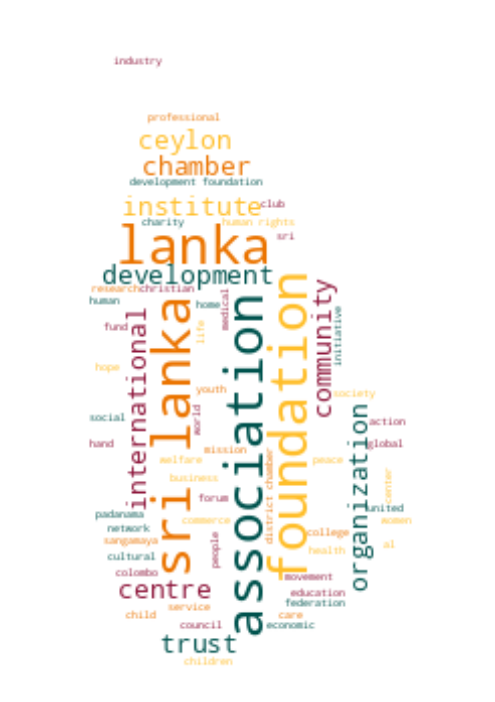 industry
professional
ceylon
chamber
development foundation
institute
club
charity
human rights
lanka
sri
development
research
christian
human
home
medical
international
sri lanka
association
foundation
community
initiative
fund
life
hope
youth
society
social
world
organization
action
hand
mission
global
welfare
district chamber
peace
business
center
forum
padanama
united
network
commerce
women
sangamaya
people
college
al
cultural
health
colombo
movement
centre
education
service
federation
child
care
council
economic
trust
children